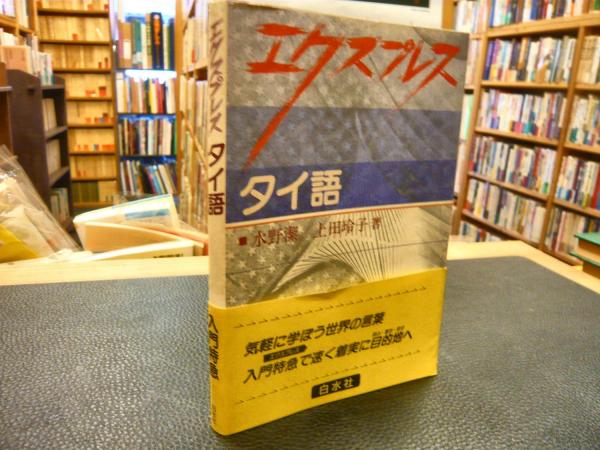 エクスプレス
タイ語
■水野潔 上田玲子著
気軽に学ぼう世界の言葉
入門特急で速く着実に目的地へ
白水社
エクスプレス タイ語
入門特急